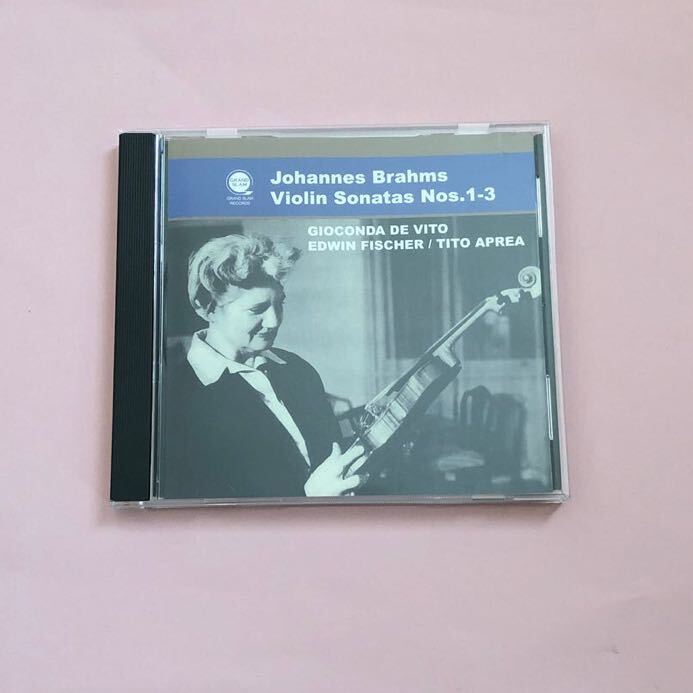 GRAND
SLAM
GRAND SLAM
RECORDS
Johannes Brahms
Violin Sonatas Nos.1-3
GIOCONDA DE VITO
EDWIN FISCHER / TITO APREA